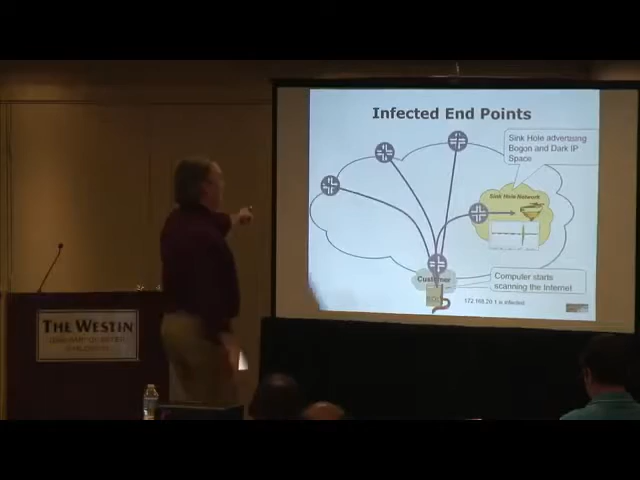 Infected End Points
Sink Hole advertising
Bogon and Dark IP
Space
Sink Hole Network
Customer
Computer starts
scanning the Internet
172.168.20.1 is infected
THE WESTIN